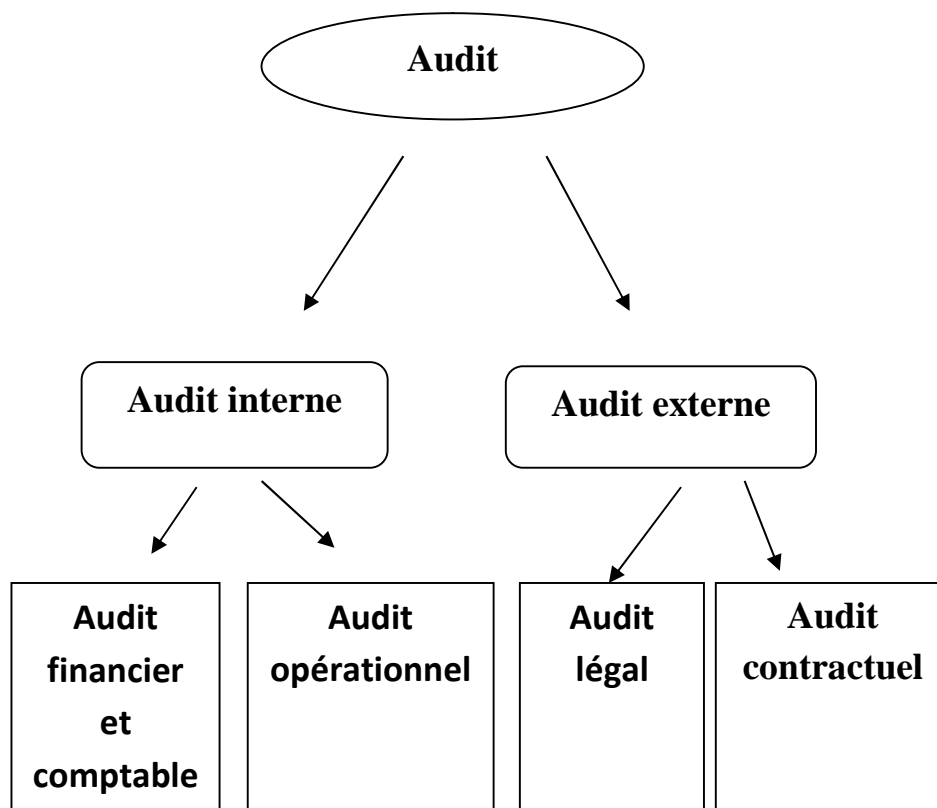 Audit
Audit interne
Audit externe
Audit
financier
et
comptable
Audit
opérationnel
Audit
légal
Audit
contractuel